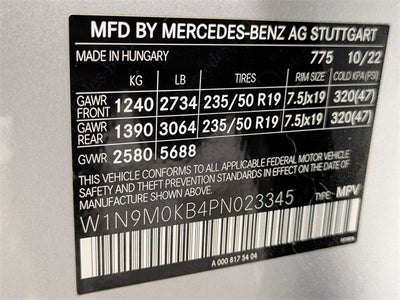 MFD BY MERCEDES-BENZ AG STUTTGART
MADE IN HUNGARY 775 10/22
KG LB TIRES RIM SIZE COLD KPA(PSI)
GAWR FRONT 1240 2734 235/50 R19 7.5Jx19 320(47)
GAWR REAR 1390 3064 235/50 R19 7.5Jx19 320(47)
GVWR 2580 5688
THIS VEHICLE CONFORMS TO ALL APPLICABLE FEDERAL MOTOR VEHICLE
SAFETY AND THEFT PREVENTION STANDARDS IN EFFECT ON THE DATE OF
MANUFACTURE SHOWN ABOVE.
W1N9M0KB4PN023345 TYPE: MPV
A 000 817 54 04